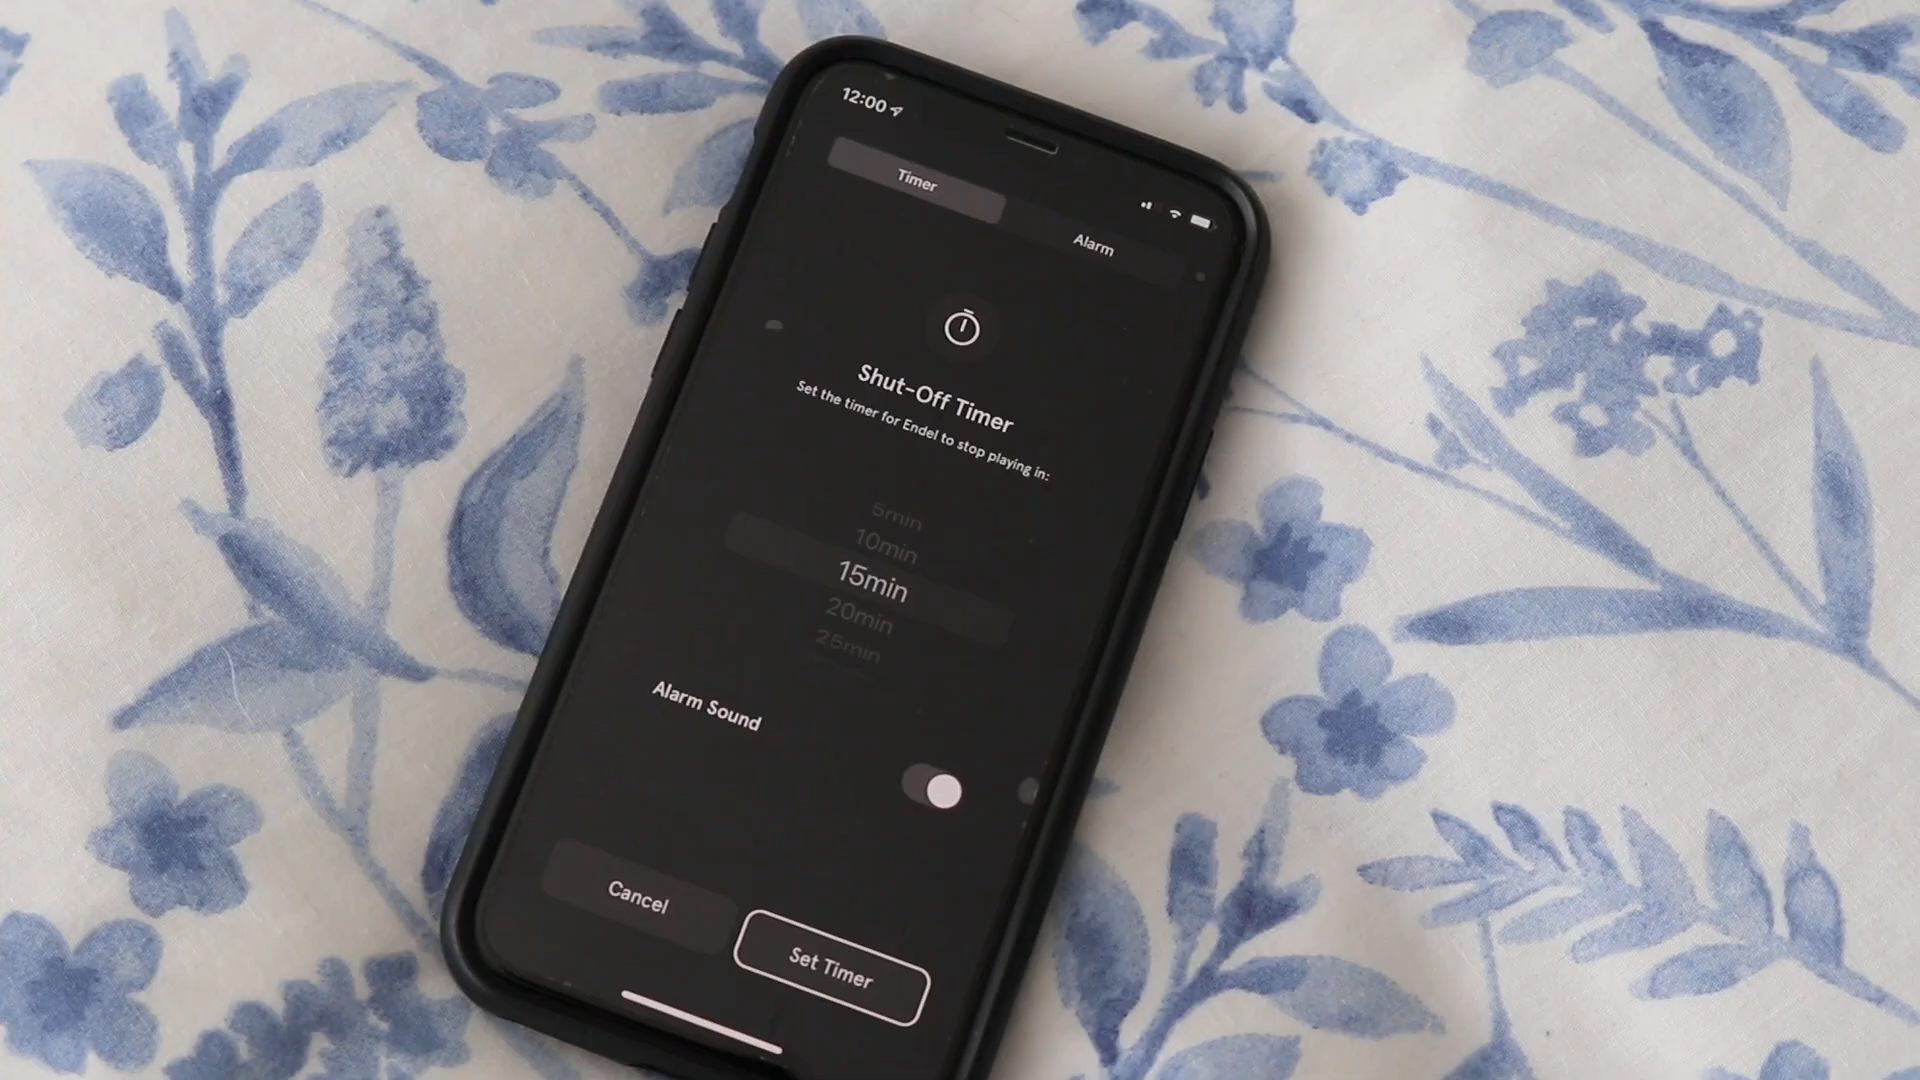 12:00
Timer
Alarm
Shut-Off Timer
Set the timer for Endel to stop playing in:
5min
10min
15min
20min
25min
Alarm Sound
Cancel
Set Timer